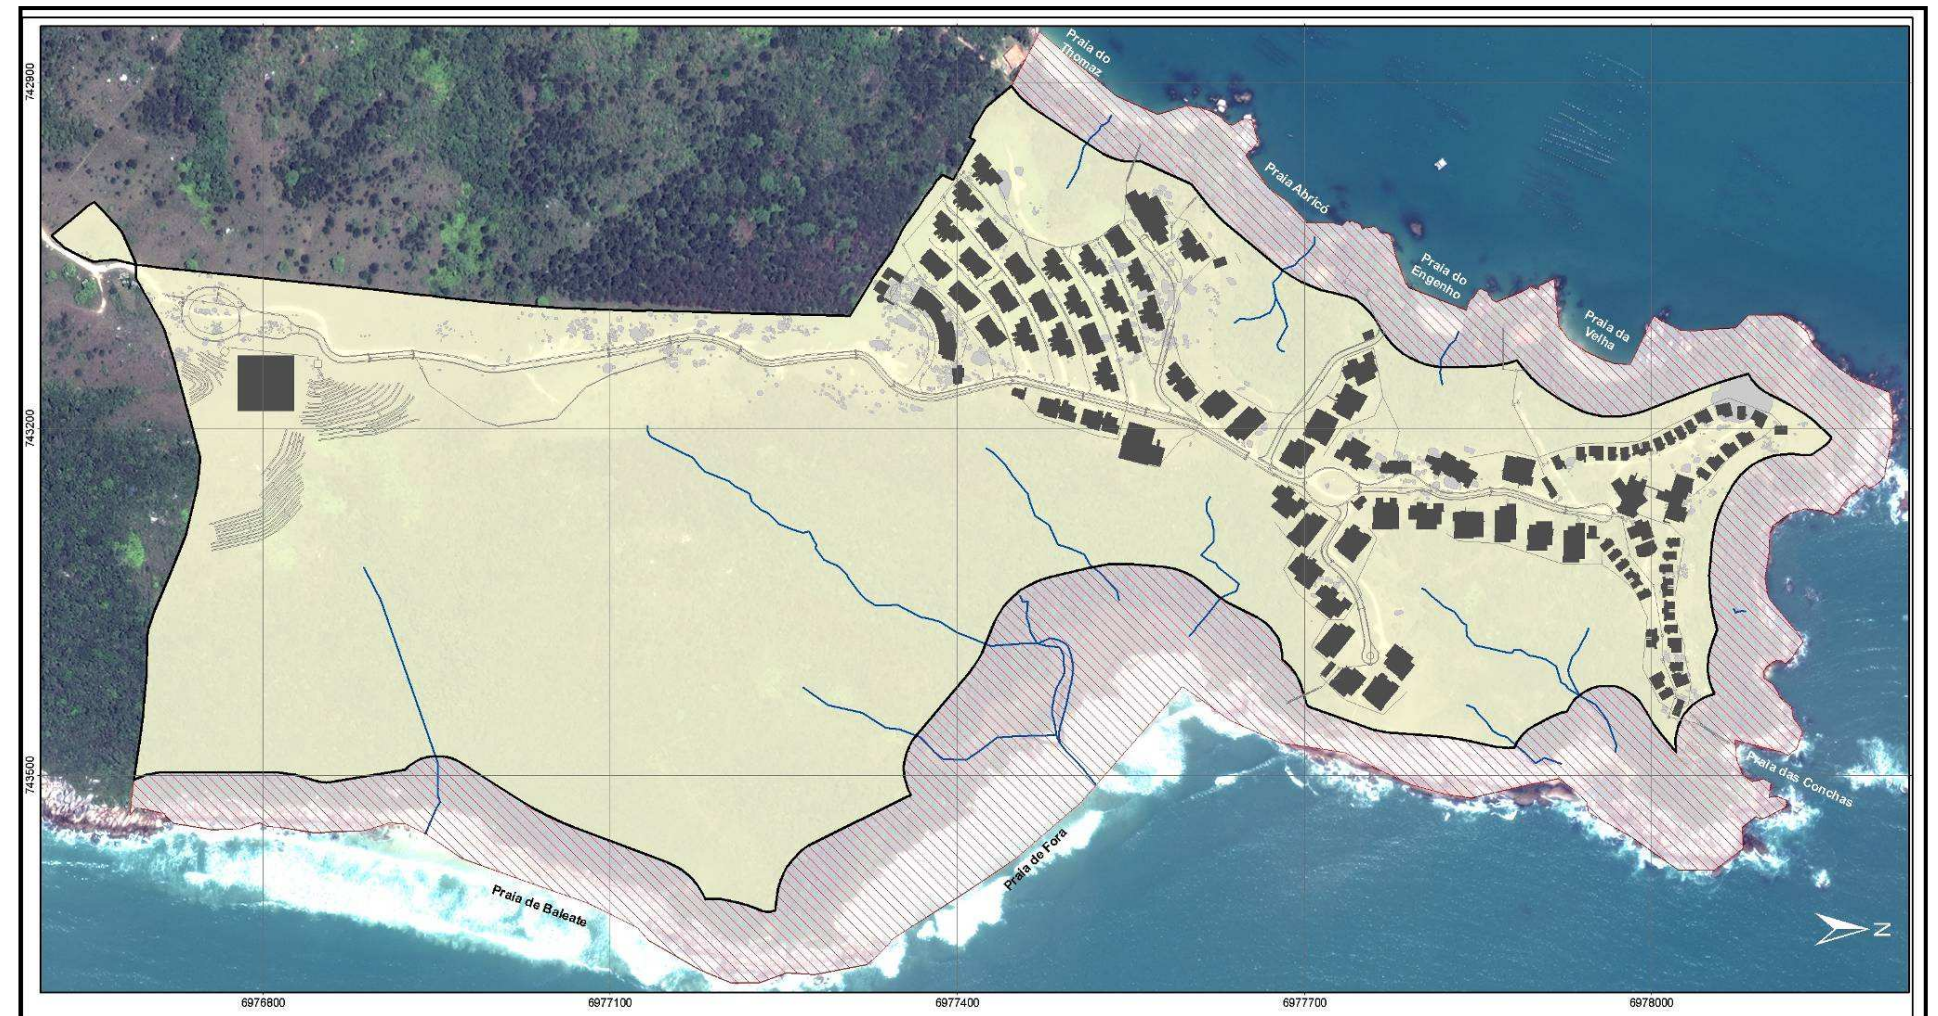 Praia do
Thomaz
Praia Abricó
Praia do
Engenho
Praia da
Velha
Praia das Conchas
Praia de Fora
Praia de Baleate
N
742900
743200
743500
6976800
6977100
6977400
6977700
6978000